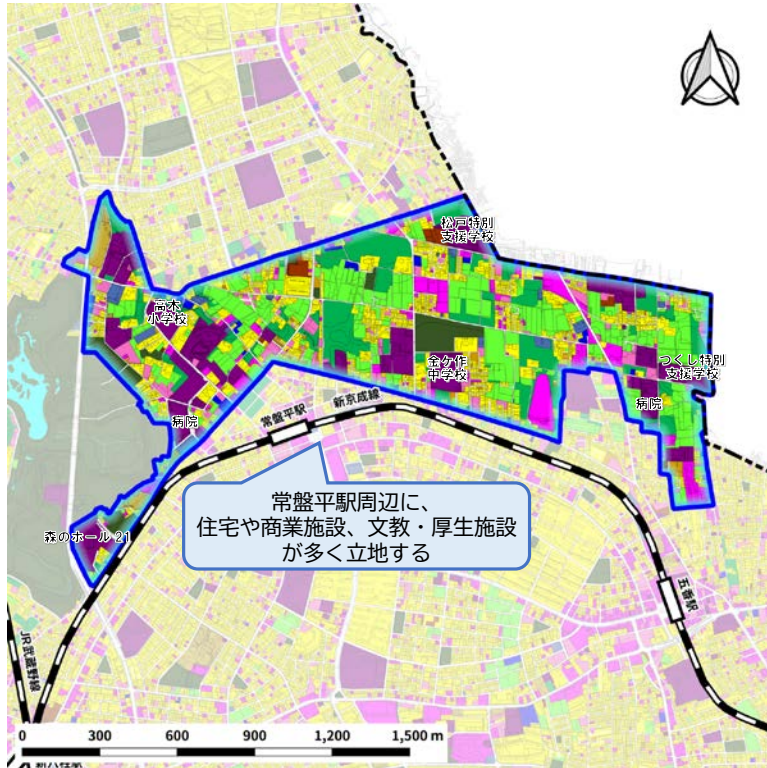 松戸特別
支援学校
高木
小学校
金ケ作
中学校
つくし特別
支援学校
病院
病院
常盤平駅
新京成線
常盤平駅周辺に、
住宅や商業施設、文教・厚生施設
が多く立地する
森のホール21
五香駅
JR武蔵野線
0 300 600 900 1,200 1,500 m
新八柱駅